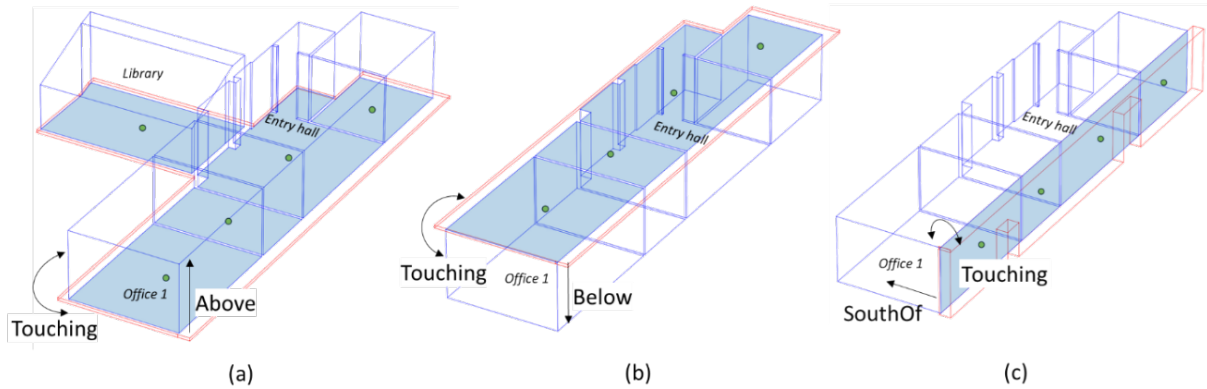 Library
Entry hall
Office 1
Above
Touching
(a)
Entry hall
Touching
Office 1
Below
(b)
Entry hall
Office 1
Touching
SouthOf
(c)